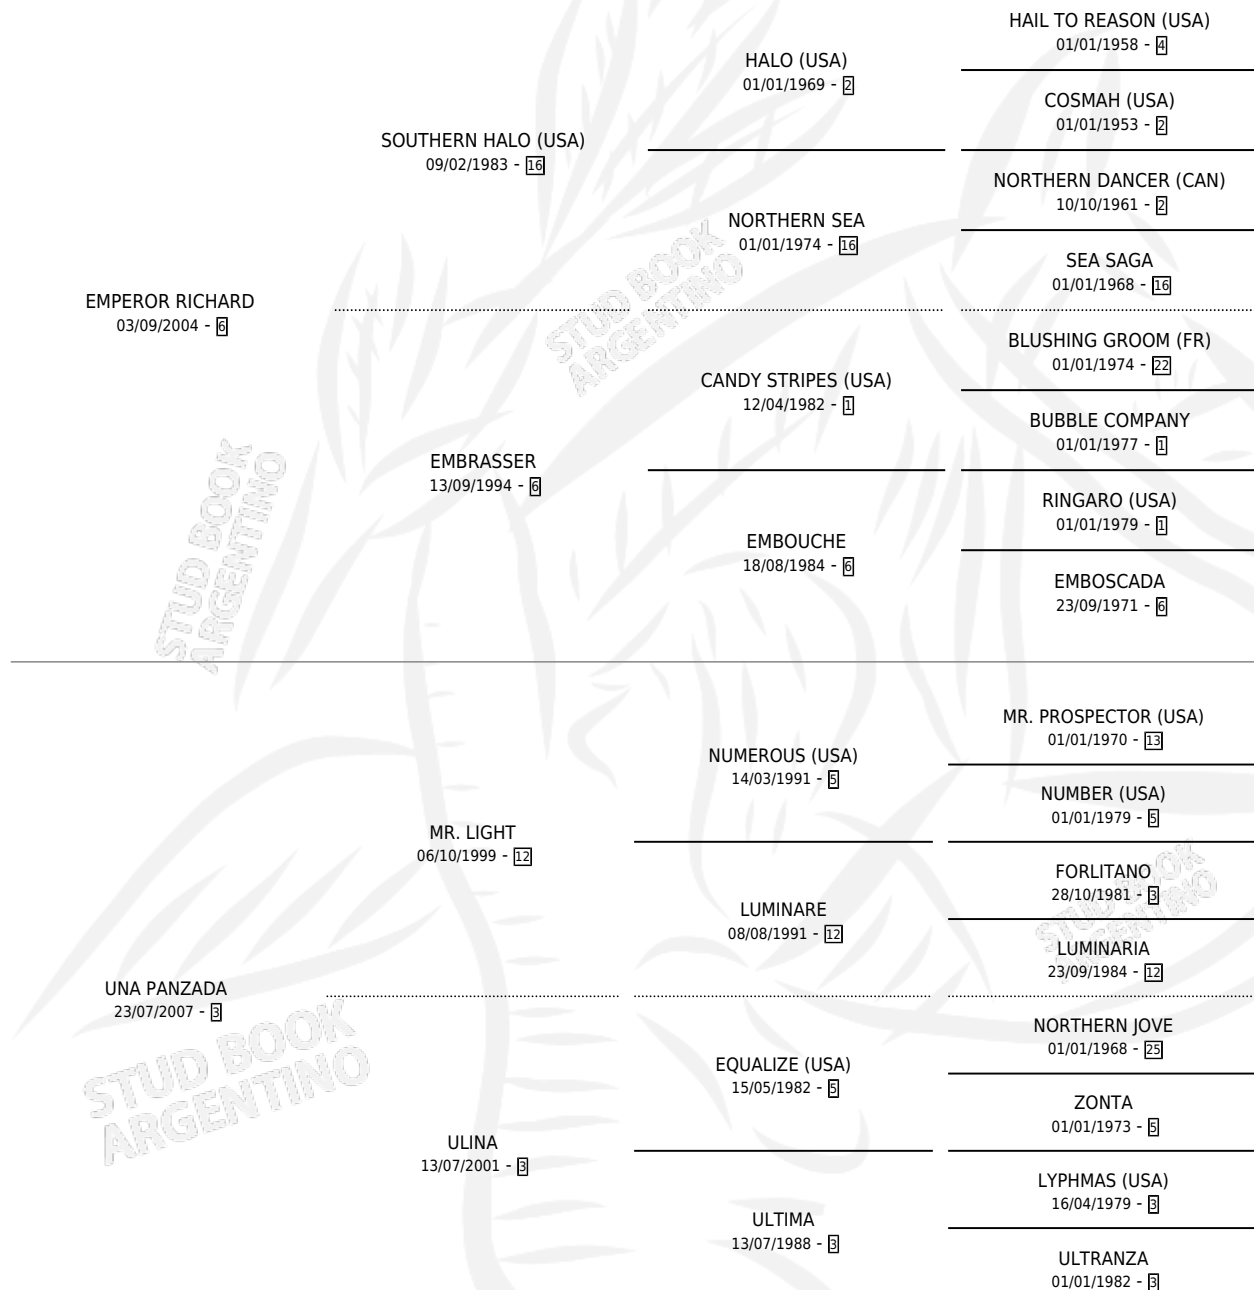 HAIL TO REASON (USA)
01/01/1958 - 4
HALO (USA)
01/01/1969 - 2
COSMAH (USA)
01/01/1953 - 2
SOUTHERN HALO (USA)
09/02/1983 - 16
NORTHERN DANCER (CAN)
10/10/1961 - 2
NORTHERN SEA
01/01/1974 - 16
SEA SAGA
01/01/1968 - 16
EMPEROR RICHARD
03/09/2004 - 6
BLUSHING GROOM (FR)
01/01/1974 - 22
CANDY STRIPES (USA)
12/04/1982 - 1
BUBBLE COMPANY
01/01/1977 - 1
EMBRASSER
13/09/1994 - 6
RINGARO (USA)
01/01/1979 - 1
EMBOUCHE
18/08/1984 - 6
EMBOSCADA
23/09/1971 - 6
MR. PROSPECTOR (USA)
01/01/1970 - 13
NUMEROUS (USA)
14/03/1991 - 5
NUMBER (USA)
01/01/1979 - 5
MR. LIGHT
06/10/1999 - 12
FORLITANO
28/10/1981 - 3
LUMINARE
08/08/1991 - 12
LUMINARIA
23/09/1984 - 12
UNA PANZADA
23/07/2007 - 3
NORTHERN JOVE
01/01/1968 - 25
EQUALIZE (USA)
15/05/1982 - 5
ZONTA
01/01/1973 - 5
ULINA
13/07/2001 - 3
LYPHMAS (USA)
16/04/1979 - 3
ULTIMA
13/07/1988 - 3
ULTRANZA
01/01/1982 - 3
STUD BOOK
ARGENTINO
STUD BOOK
ARGENTINO
STUD BOOK
ARGENTINO
STUD BOOK
ARGENTINO